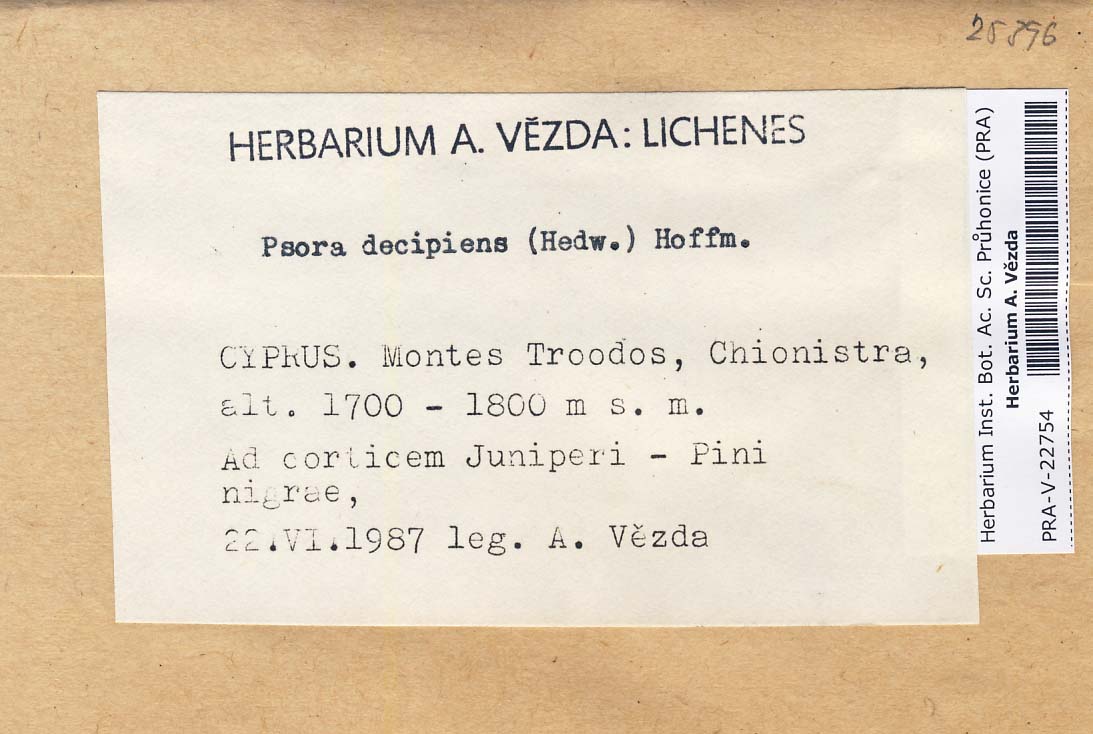 25896
HERBARIUM A. VĚZDA: LICHENES
Psora decipiens (Hedw.) Hoffm.
CYPRUS. Montes Troodos, Chionistra,
alt. 1700 - 1800 m s. m.
Ad corticem Juniperi - Pini
nigrae,
22.VI.1987 leg. A. Vězda
Herbarium Inst. Bot. Ac. Sc. Průhonice (PRA)
Herbarium A. Vězda
PRA-V-22754